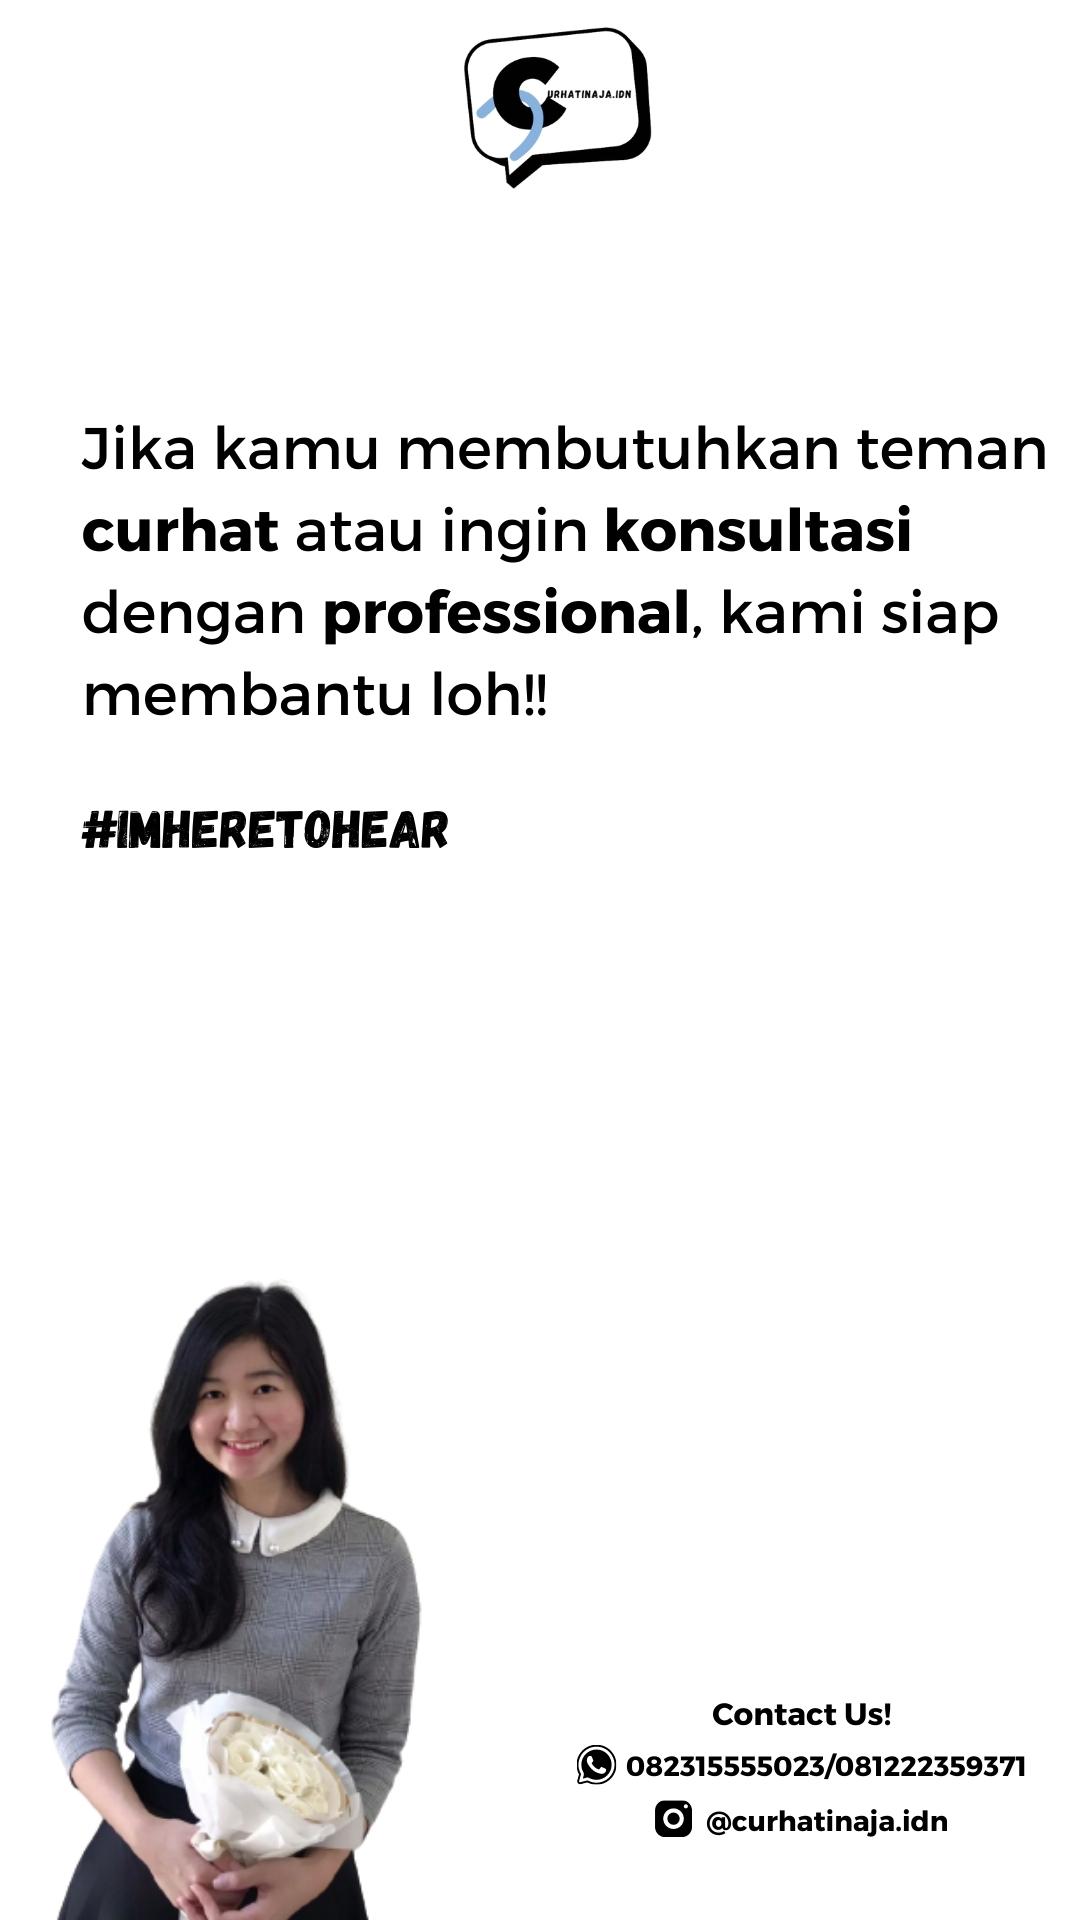 CURHATINAJA.IDN
Jika kamu membutuhkan teman
curhat atau ingin konsultasi
dengan professional, kami siap
membantu loh!!
#IMHERETOHEAR
Contact Us!
082315555023/081222359371
@curhatinaja.idn